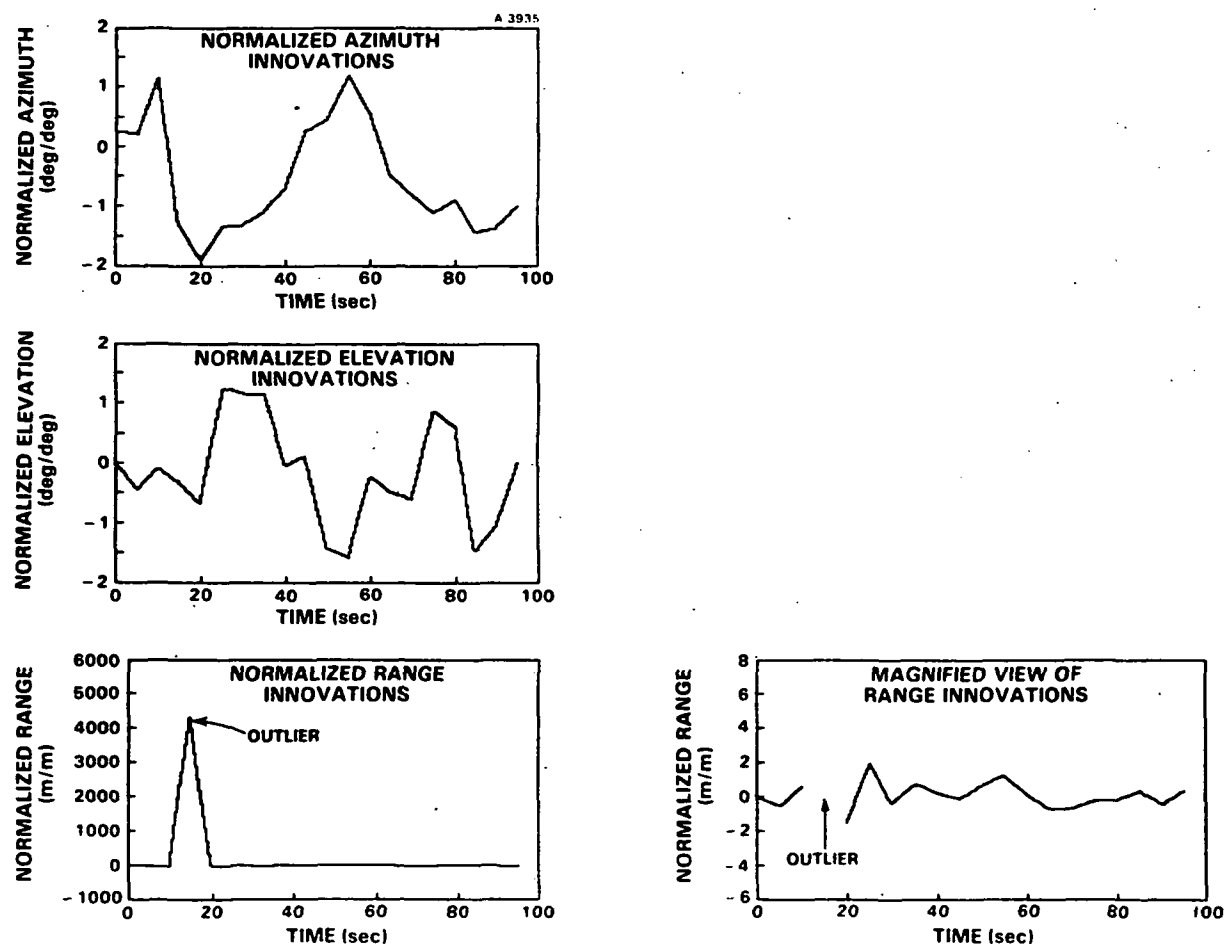 A 3935
NORMALIZED AZIMUTH
INNOVATIONS
NORMALIZED AZIMUTH
(deg/deg)
2
1
0
-1
-2
0 20 40 60 80 100
TIME (sec)
NORMALIZED ELEVATION
INNOVATIONS
NORMALIZED ELEVATION
(deg/deg)
2
1
0
-1
-2
0 20 40 60 80 100
TIME (sec)
NORMALIZED RANGE
INNOVATIONS
OUTLIER
NORMALIZED RANGE
(m/m)
6000
5000
4000
3000
2000
1000
0
-1000
0 20 40 60 80 100
TIME (sec)
MAGNIFIED VIEW OF
RANGE INNOVATIONS
OUTLIER
NORMALIZED RANGE
(m/m)
8
6
4
2
0
-2
-4
-6
0 20 40 60 80 100
TIME (sec)